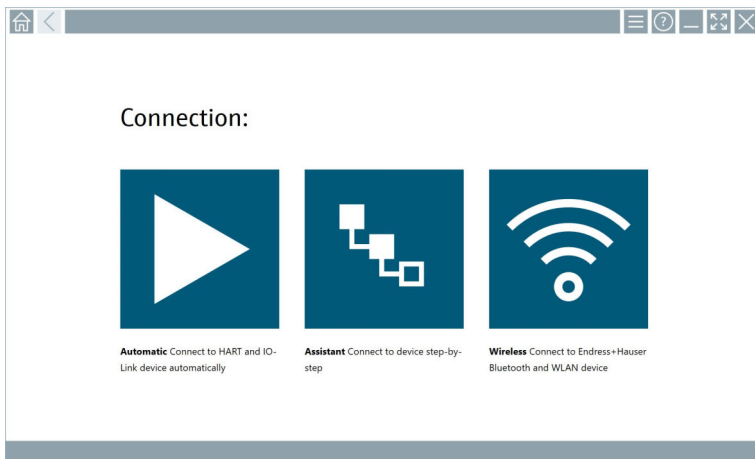 Connection:
Automatic Connect to HART and IO-
Link device automatically
Assistant Connect to device step-by-
step
Wireless Connect to Endress+Hauser
Bluetooth and WLAN device